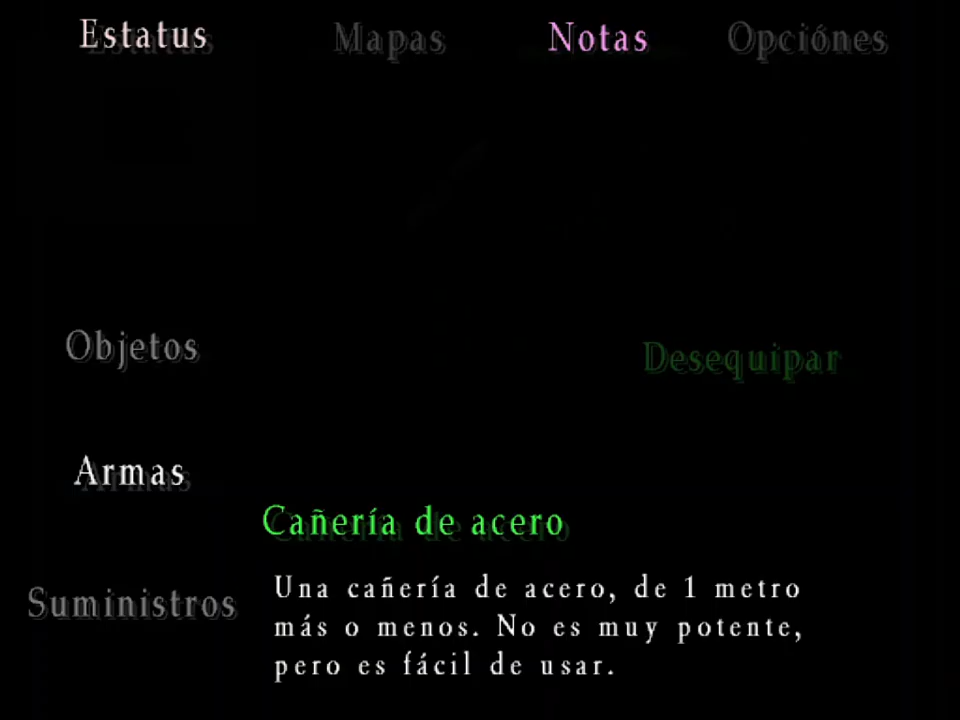 Estatus Mapas Notas Opciónes
Objetos
Desequipar
Armas
Cañería de acero
Suministros
Una cañería de acero, de 1 metro
más o menos. No es muy potente,
pero es fácil de usar.